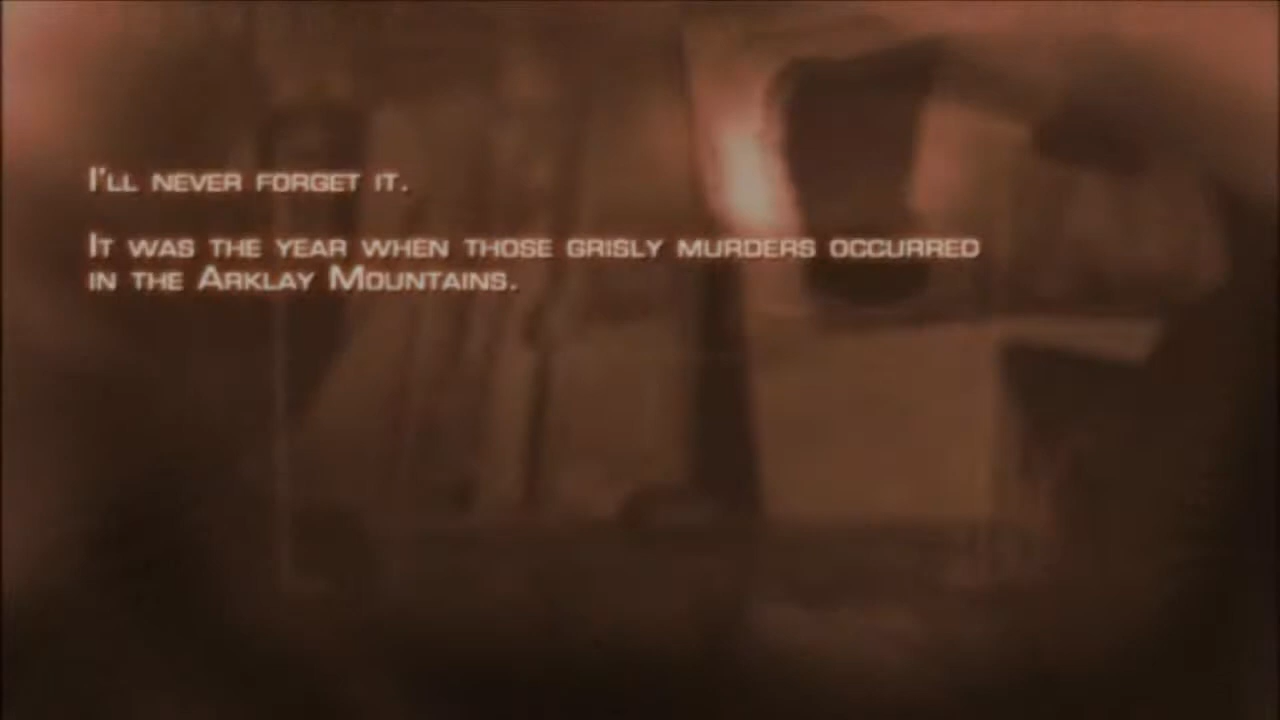 I'll never forget it.
It was the year when those grisly murders occurred
in the Arklay Mountains.